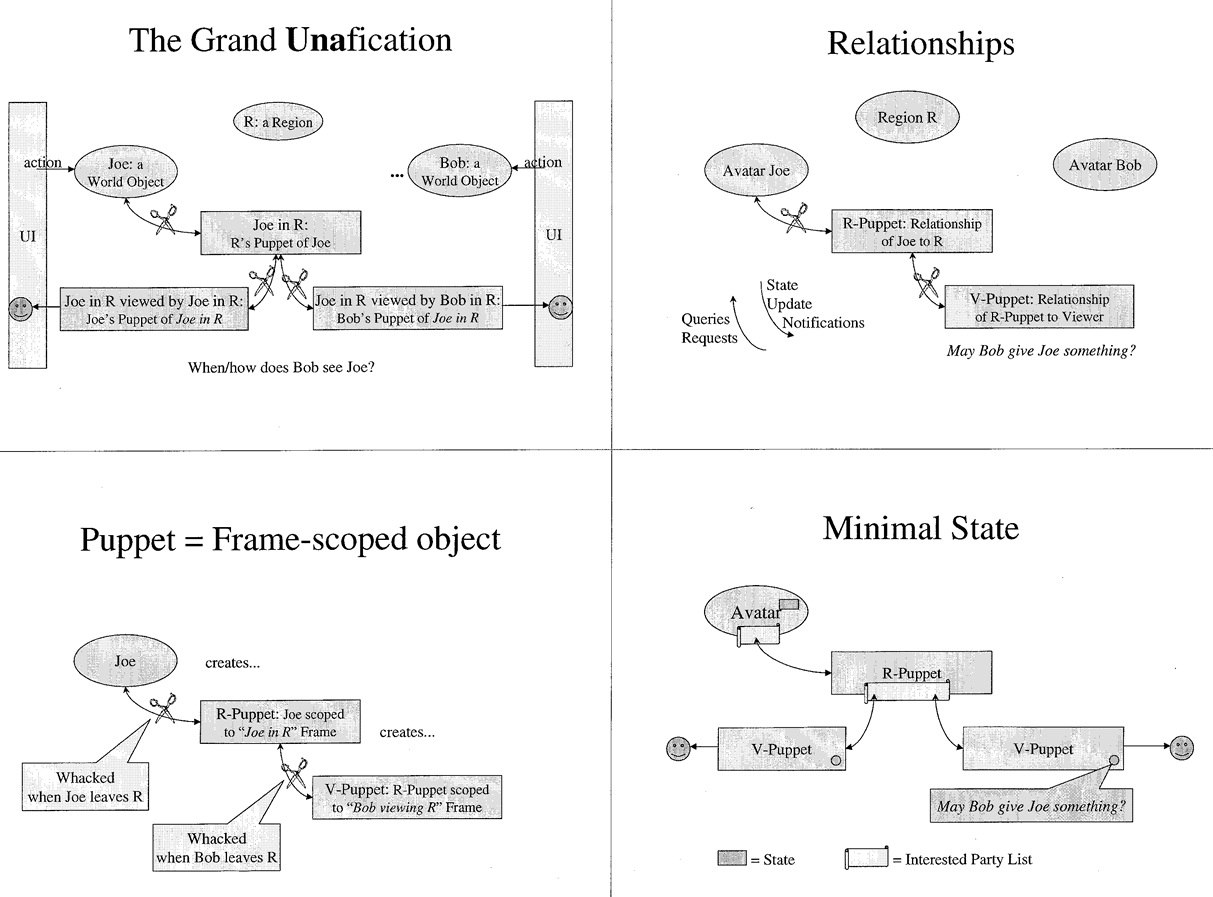 The Grand Unafication
R: a Region
action
Joe: a
World Object
...
Bob: a
World Object
action
UI
Joe in R:
R's Puppet of Joe
UI
Joe in R viewed by Joe in R:
Joe's Puppet of Joe in R
Joe in R viewed by Bob in R:
Bob's Puppet of Joe in R
When/how does Bob see Joe?
Relationships
Region R
Avatar Joe
Avatar Bob
R-Puppet: Relationship
of Joe to R
State
Update
Notifications
Queries
Requests
V-Puppet: Relationship
of R-Puppet to Viewer
May Bob give Joe something?
Puppet = Frame-scoped object
Joe
creates...
R-Puppet: Joe scoped
to “Joe in R” Frame
creates...
Whacked
when Joe leaves R
V-Puppet: R-Puppet scoped
to “Bob viewing R” Frame
Whacked
when Bob leaves R
Minimal State
Avatar
R-Puppet
V-Puppet
V-Puppet
May Bob give Joe something?
= State
= Interested Party List